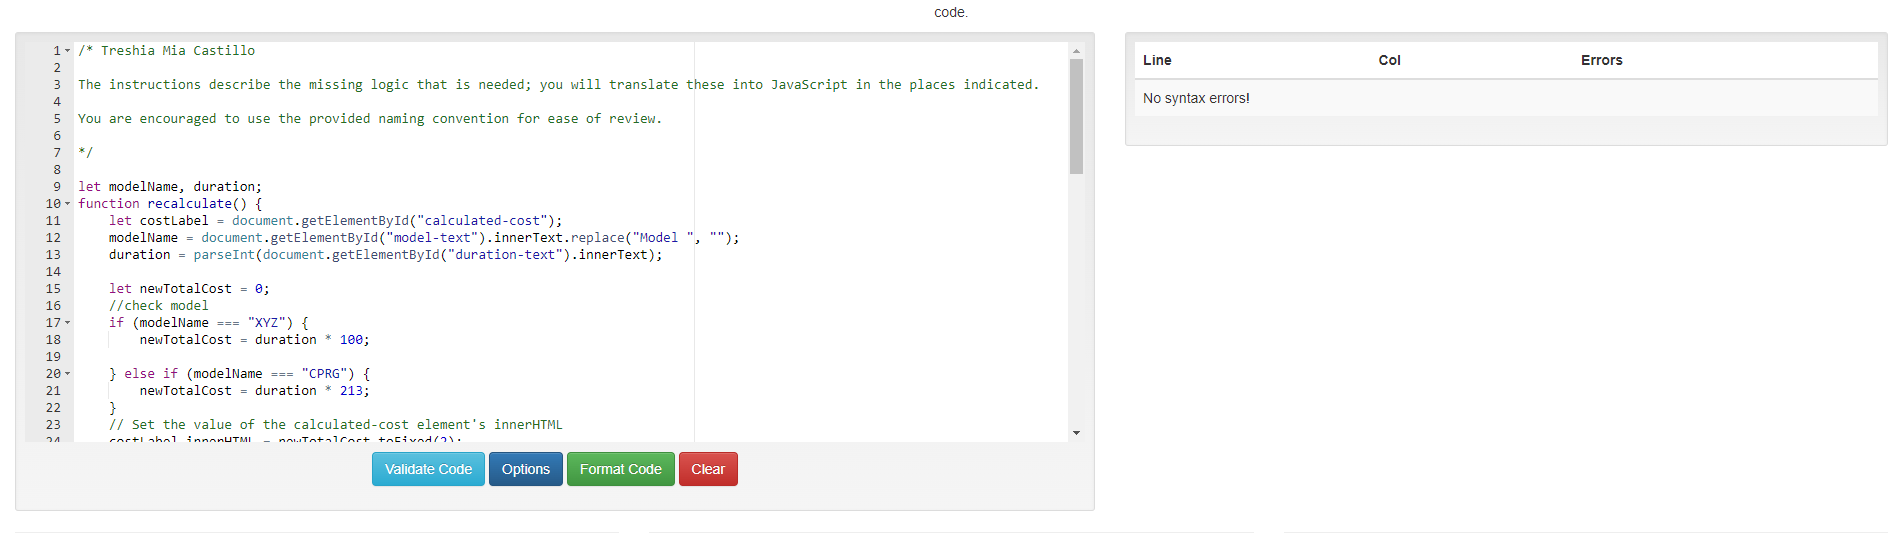 code.
1 /* Treshia Mia Castillo
2
3 The instructions describe the missing logic that is needed; you will translate these into JavaScript in the places indicated.
4
5 You are encouraged to use the provided naming convention for ease of review.
6
7 */
8
9 let modelName, duration;
10 function recalculate() {
11 let costLabel = document.getElementById("calculated-cost");
12 modelName = document.getElementById("model-text").innerText.replace("Model ", "");
13 duration = parseInt(document.getElementById("duration-text").innerText);
14
15 let newTotalCost = 0;
16 //check model
17 if (modelName === "XYZ") {
18 newTotalCost = duration * 100;
19
20 } else if (modelName === "CPRG") {
21 newTotalCost = duration * 213;
22 }
23 // Set the value of the calculated-cost element's innerHTML
24 costLabel.innerHTML = newTotalCost.toFixed(2);
Validate Code Options Format Code Clear
Line Col Errors
No syntax errors!